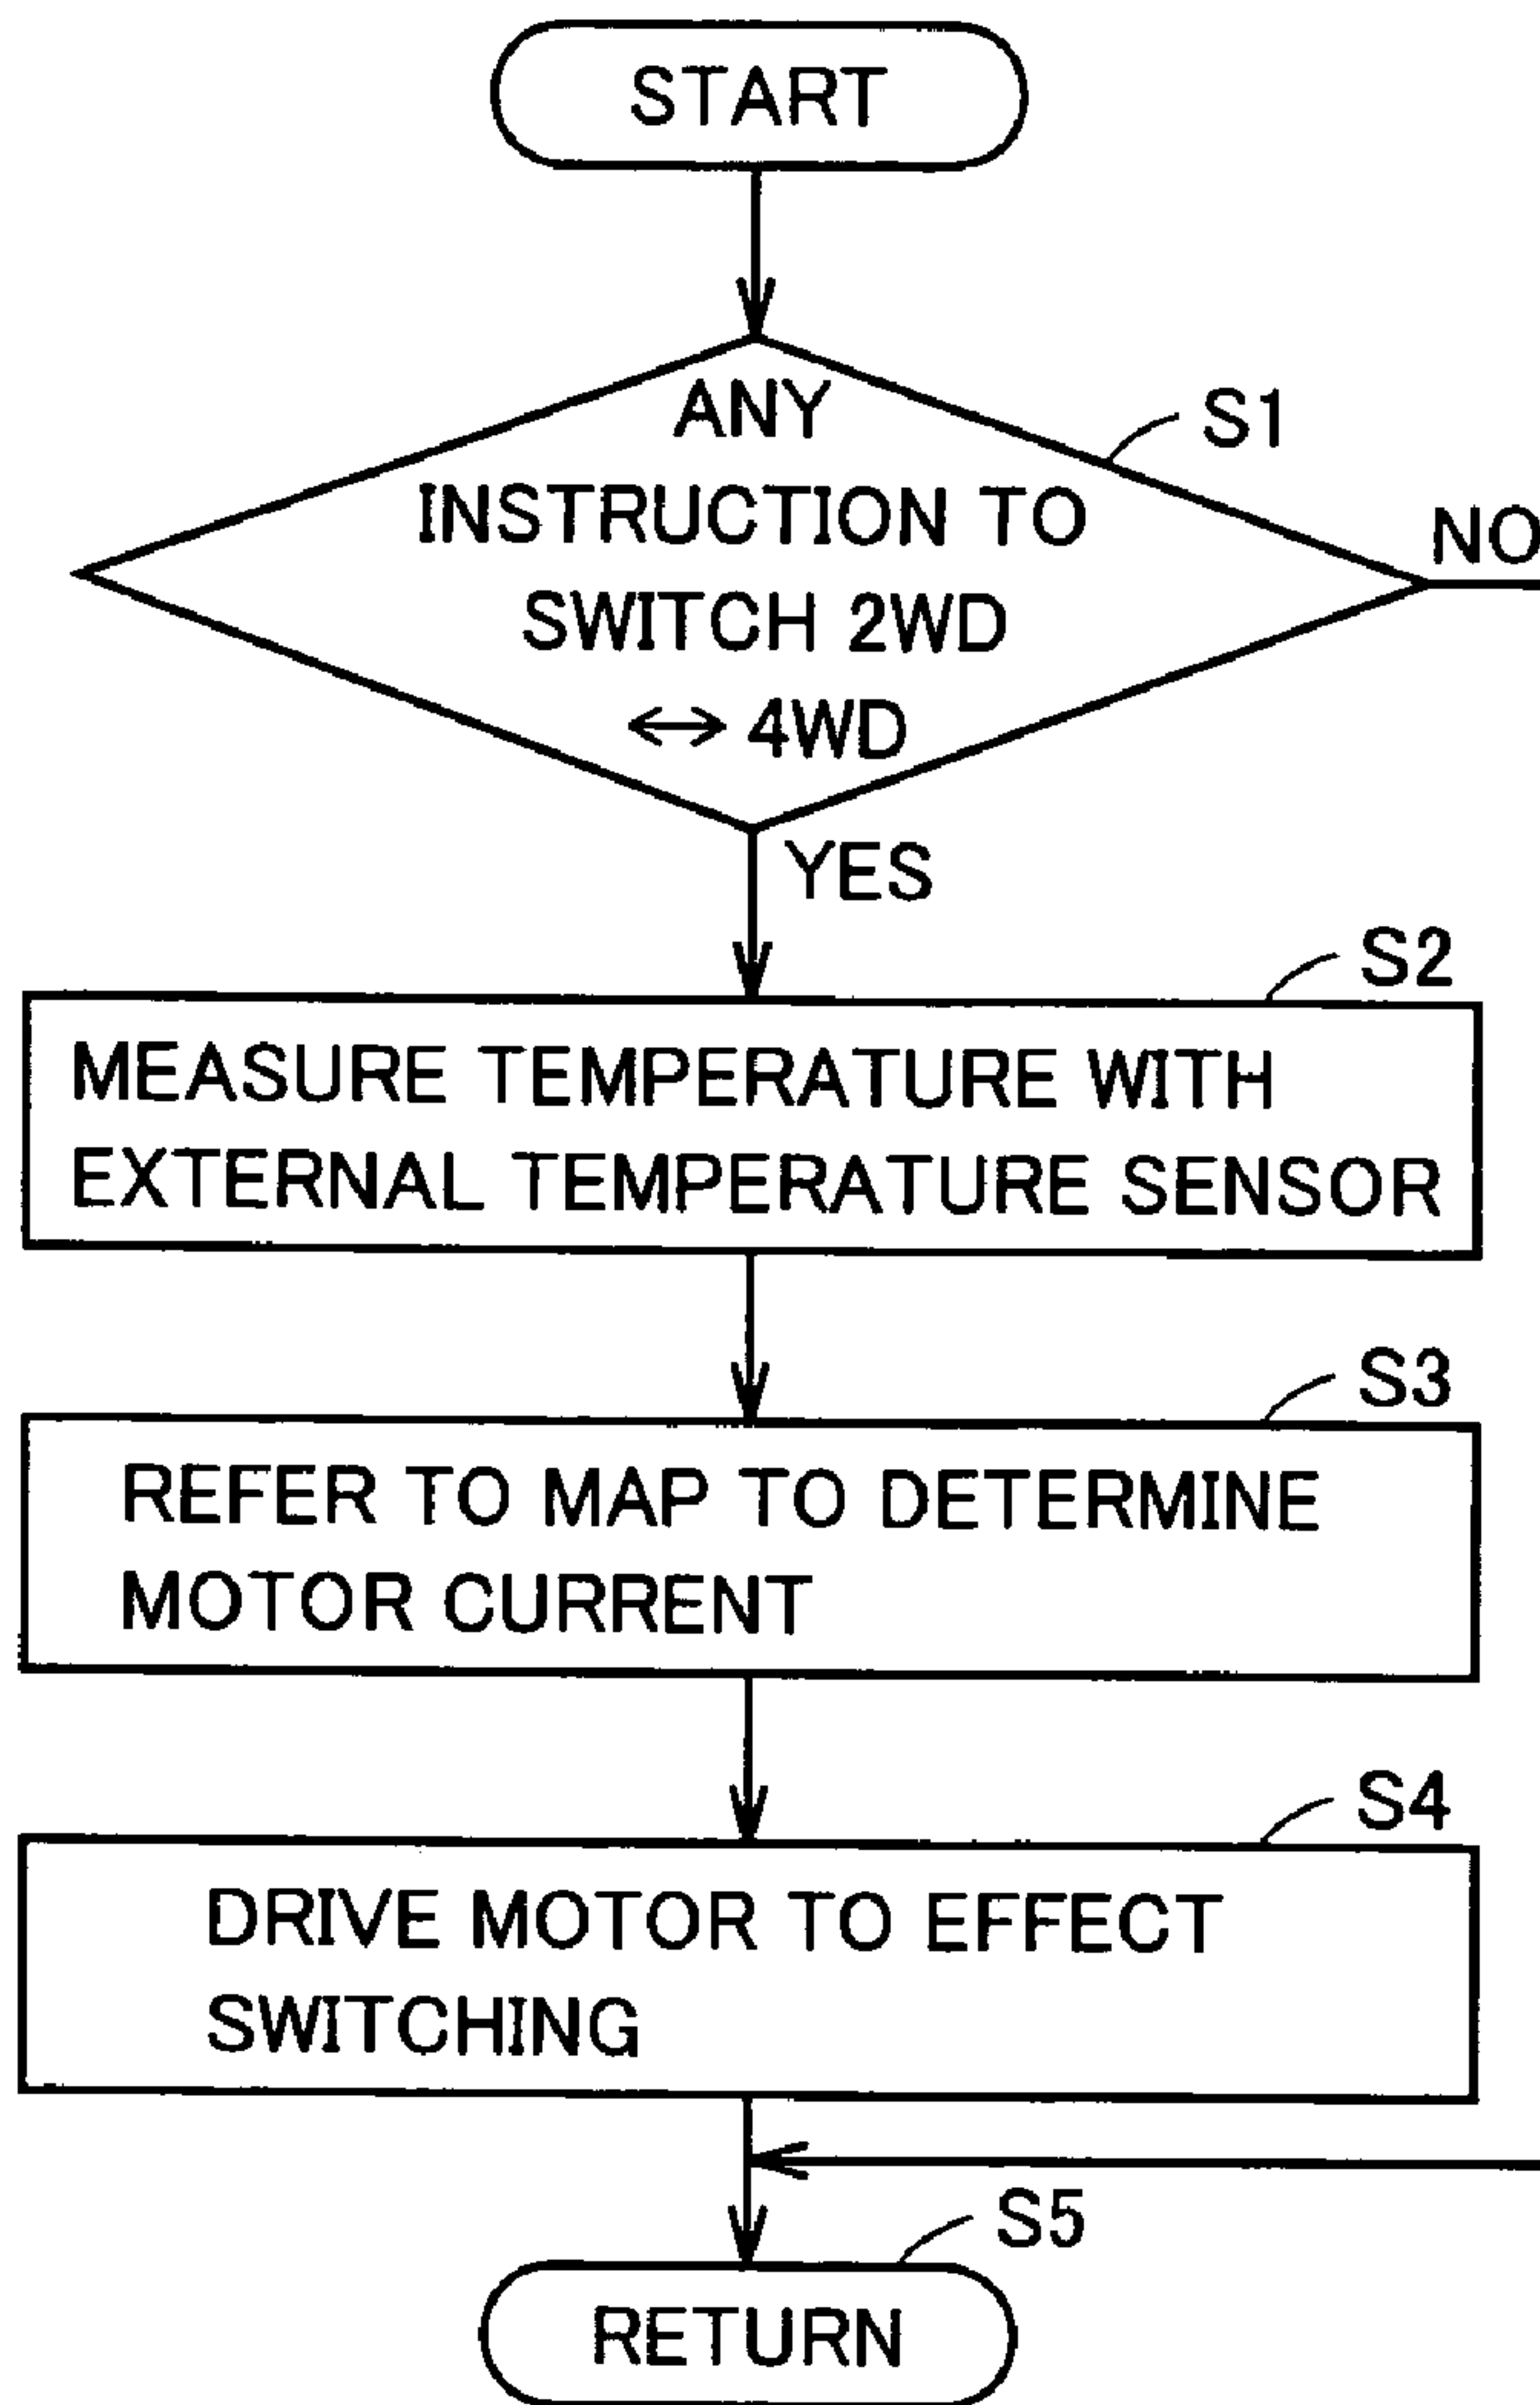 START
ANY
S1
INSTRUCTION TO
NO
SWITCH 2WD
↔ 4WD
YES
S2
MEASURE TEMPERATURE WITH
EXTERNAL TEMPERATURE SENSOR
S3
REFER TO MAP TO DETERMINE
MOTOR CURRENT
S4
DRIVE MOTOR TO EFFECT
SWITCHING
S5
RETURN